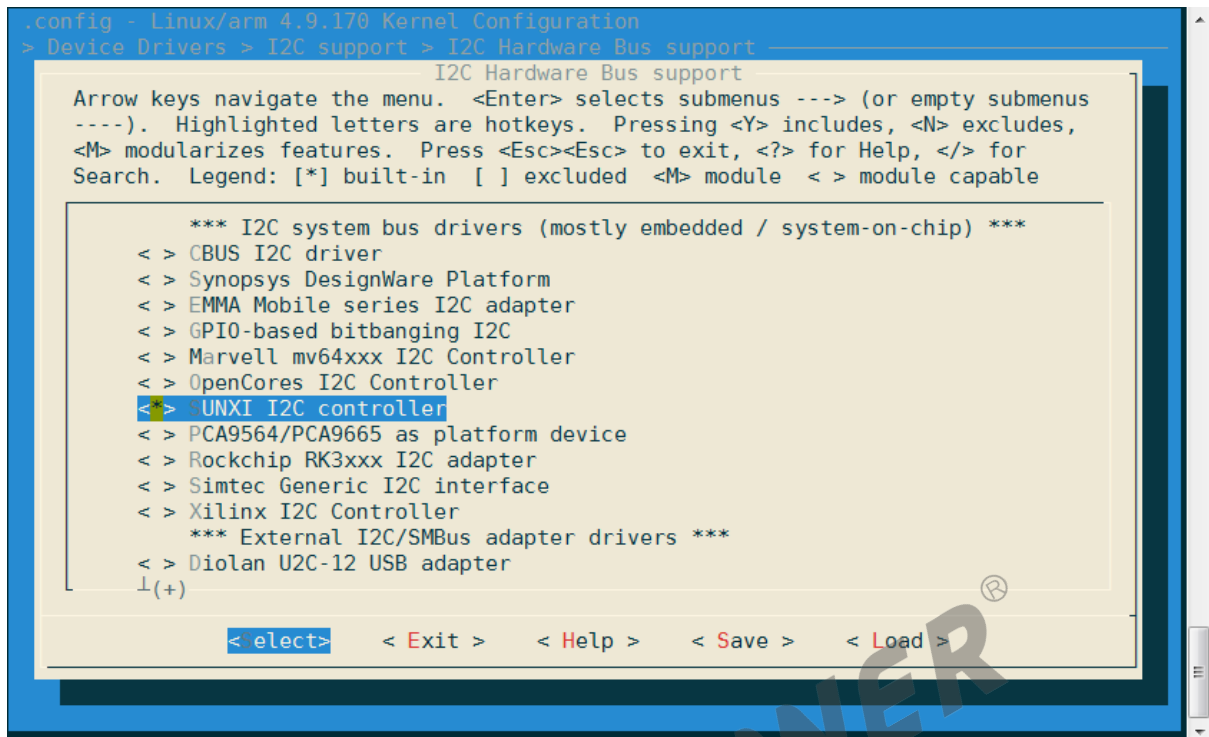 .config - Linux/arm 4.9.170 Kernel Configuration
> Device Drivers > I2C support > I2C Hardware Bus support
I2C Hardware Bus support
Arrow keys navigate the menu.  <Enter> selects submenus ---> (or empty submenus
----).  Highlighted letters are hotkeys.  Pressing <Y> includes, <N> excludes,
<M> modularizes features.  Press <Esc><Esc> to exit, <?> for Help, </> for
Search.  Legend: [*] built-in  [ ] excluded  <M> module  < > module capable
*** I2C system bus drivers (mostly embedded / system-on-chip) ***
< > CBUS I2C driver
< > Synopsys DesignWare Platform
< > EMMA Mobile series I2C adapter
< > GPIO-based bitbanging I2C
< > Marvell mv64xxx I2C Controller
< > OpenCores I2C Controller
<*> SUNXI I2C controller
< > PCA9564/PCA9665 as platform device
< > Rockchip RK3xxx I2C adapter
< > Simtec Generic I2C interface
< > Xilinx I2C Controller
*** External I2C/SMBus adapter drivers ***
< > Diolan U2C-12 USB adapter
┴(+)
<Select>    < Exit >    < Help >    < Save >    < Load >
®